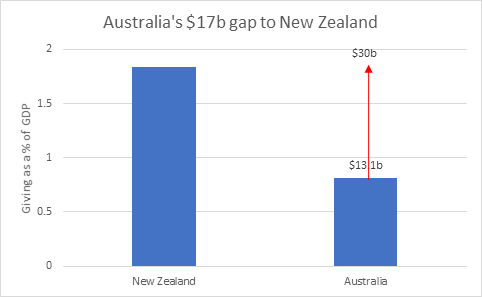 Australia's $17b gap to New Zealand
Giving as a % of GDP
2
1.5
1
0.5
0
$30b
$13.1b
New Zealand
Australia